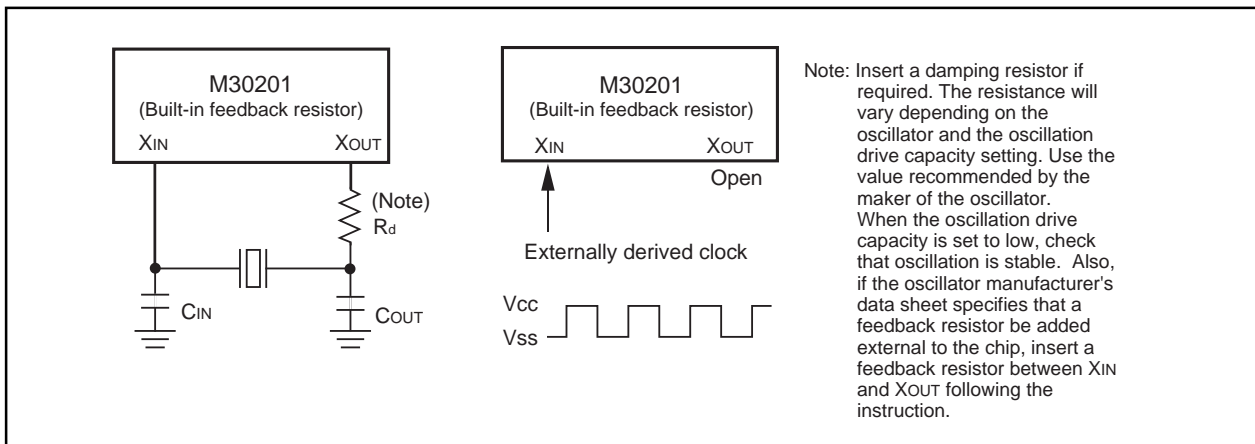 M30201
(Built-in feedback resistor)
XIN XOUT
(Note)
Rd
CIN
COUT
M30201
(Built-in feedback resistor)
XIN XOUT
Open
Externally derived clock
Vcc
Vss
Note: Insert a damping resistor if
required. The resistance will
vary depending on the
oscillator and the oscillation
drive capacity setting. Use the
value recommended by the
maker of the oscillator.
When the oscillation drive
capacity is set to low, check
that oscillation is stable. Also,
if the oscillator manufacturer's
data sheet specifies that a
feedback resistor be added
external to the chip, insert a
feedback resistor between XIN
and XOUT following the
instruction.